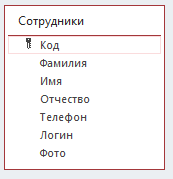 Сотрудники
Код
Фамилия
Имя
Отчество
Телефон
Логин
Фото